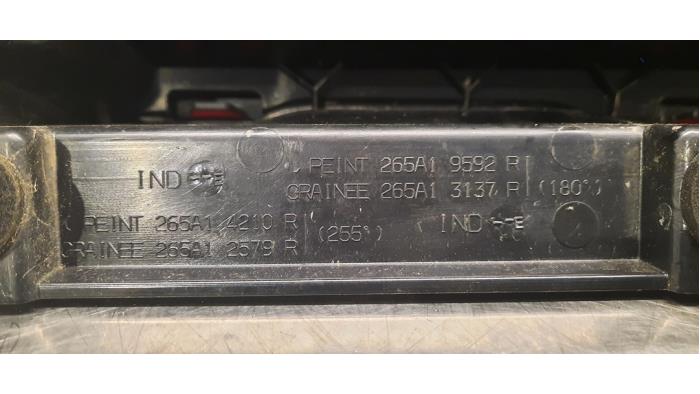 PEINT 265A1 9592 R
GRAINEE 265A1 3137 R (180°)
IND
PEINT 265A1 4210 R
GRAINEE 265A1 2579 R (255°)
IND